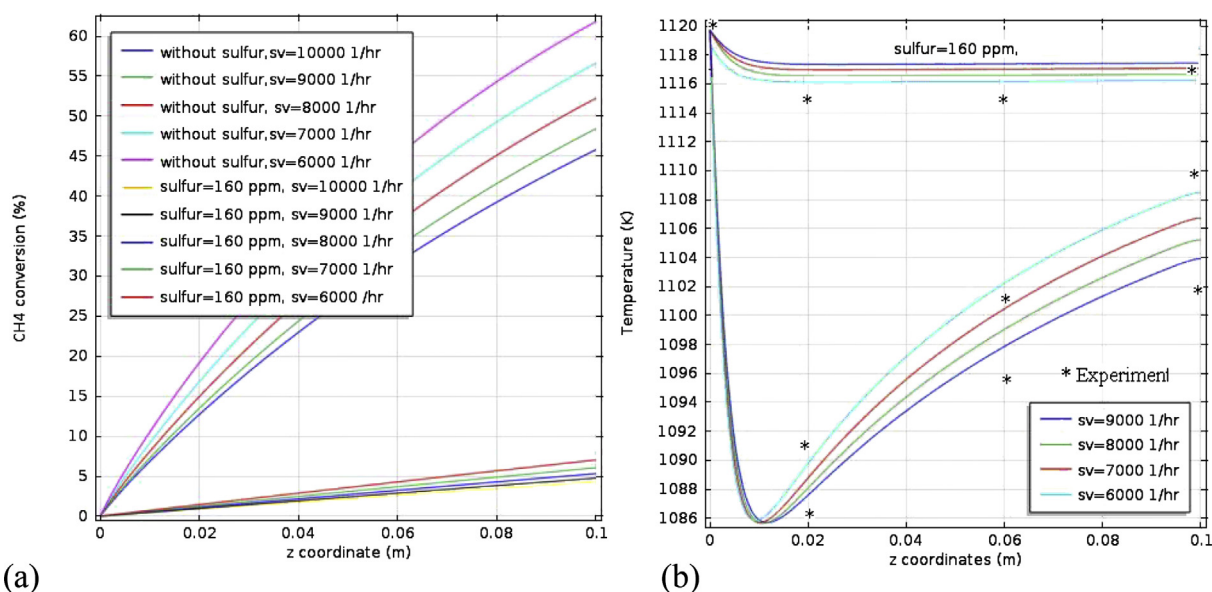 CH4 conversion (%)
60
55
50
45
40
35
30
25
20
15
10
5
0
without sulfur,sv=10000 1/hr
without sulfur,sv=9000 1/hr
without sulfur, sv=8000 1/hr
without sulfur,sv=7000 1/hr
without sulfur,sv=6000 1/hr
sulfur=160 ppm, sv=10000 1/hr
sulfur=160 ppm, sv=9000 1/hr
sulfur=160 ppm, sv=8000 1/hr
sulfur=160 ppm, sv=7000 1/hr
sulfur=160 ppm, sv=6000 /hr
0 0.02 0.04 0.06 0.08 0.1
z coordinate (m)
(a)
Temperature (K)
1120
1118
1116
1114
1112
1110
1108
1106
1104
1102
1100
1098
1096
1094
1092
1090
1088
1086
sulfur=160 ppm,
* Experiment
sv=9000 1/hr
sv=8000 1/hr
sv=7000 1/hr
sv=6000 1/hr
0 0.02 0.04 0.06 0.08 0.1
z coordinates (m)
(b)